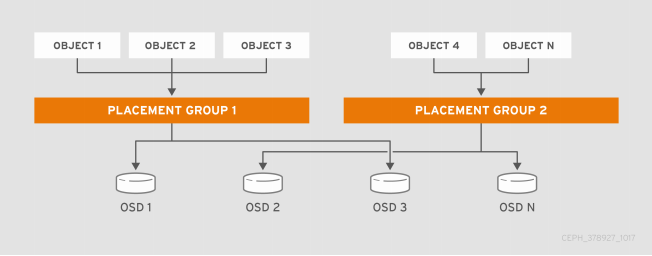 OBJECT 1
OBJECT 2
OBJECT 3
OBJECT 4
OBJECT N
PLACEMENT GROUP 1
PLACEMENT GROUP 2
OSD 1
OSD 2
OSD 3
OSD N
CEPH_378927_1017